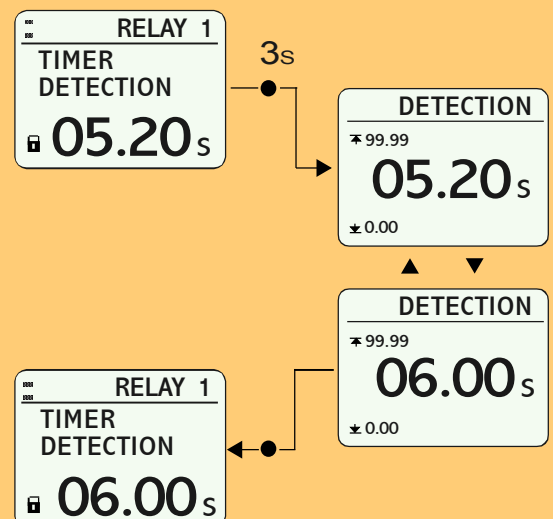 RELAY 1
TIMER
DETECTION
05.20 s
3s
DETECTION
99.99
05.20 s
0.00
DETECTION
99.99
06.00 s
0.00
RELAY 1
TIMER
DETECTION
06.00 s